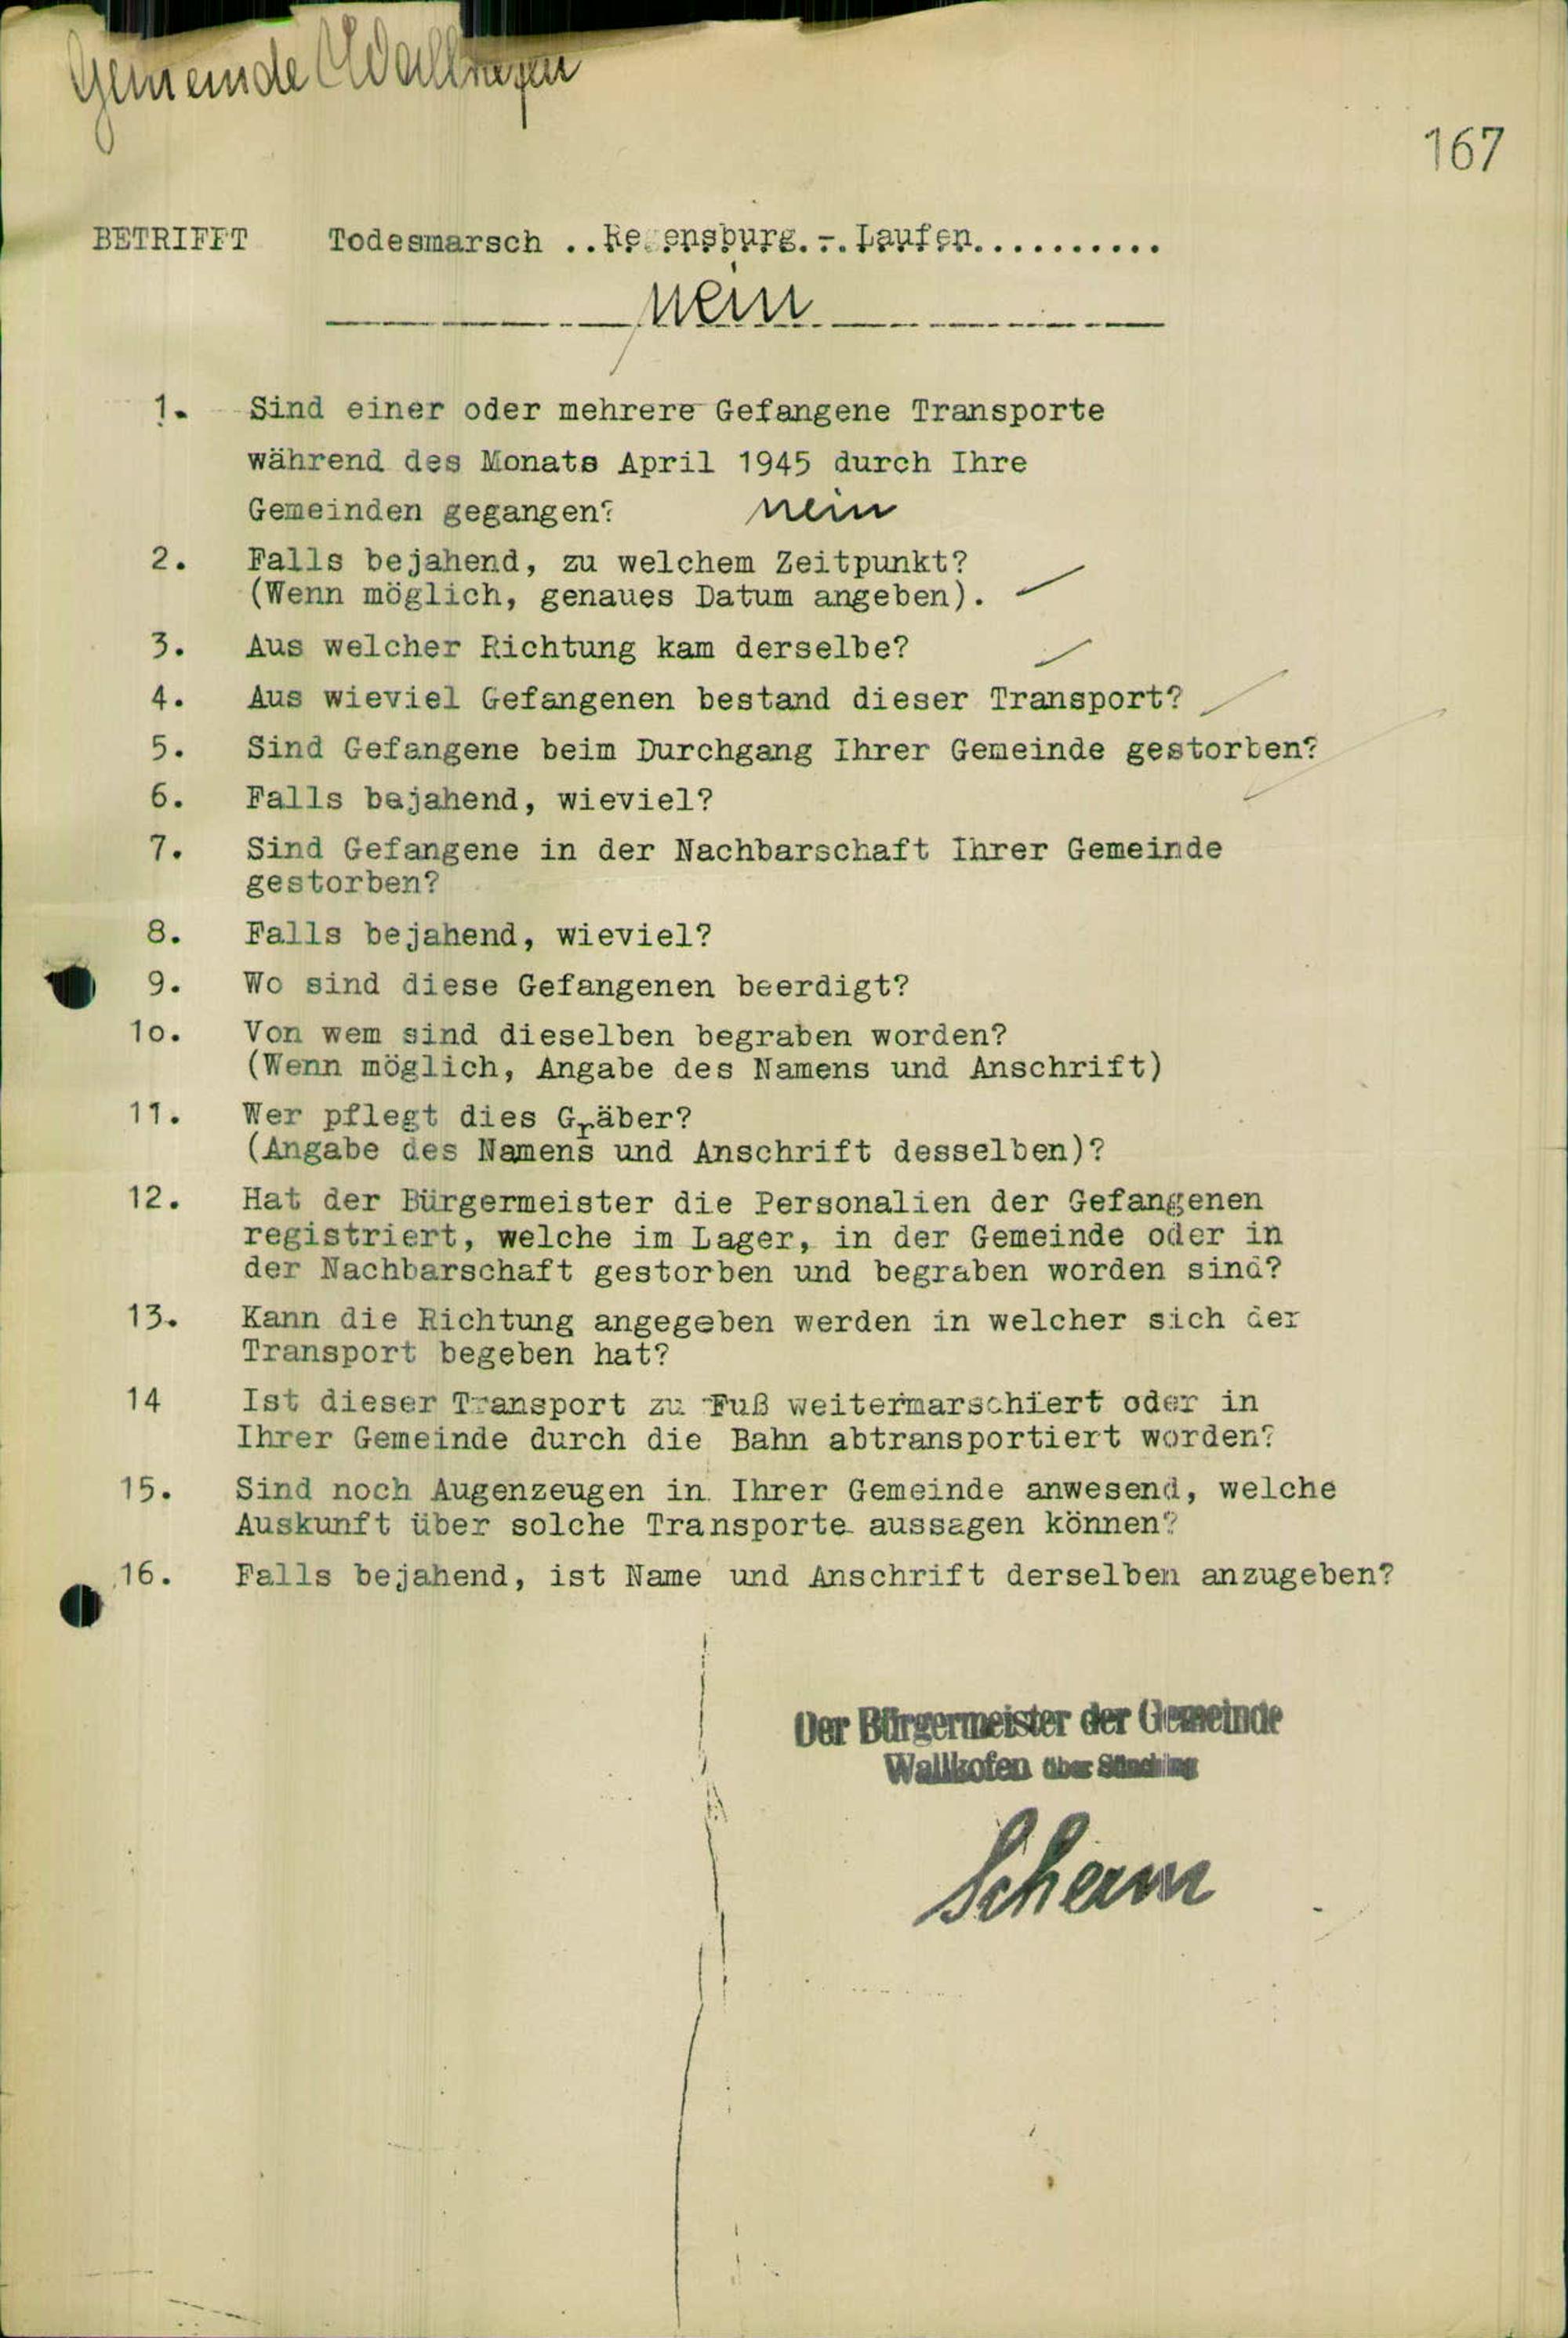 Gemeinde Wallkofen
167
BETRIFFT Todesmarsch ..Regensburg.-.Laufen..........
nein
1. Sind einer oder mehrere Gefangene Transporte
während des Monats April 1945 durch Ihre
Gemeinden gegangen? nein
2. Falls bejahend, zu welchem Zeitpunkt?
(Wenn möglich, genaues Datum angeben).
3. Aus welcher Richtung kam derselbe?
4. Aus wieviel Gefangenen bestand dieser Transport?
5. Sind Gefangene beim Durchgang Ihrer Gemeinde gestorben?
6. Falls bajahend, wieviel?
7. Sind Gefangene in der Nachbarschaft Ihrer Gemeinde
gestorben?
8. Falls bejahend, wieviel?
9. Wo sind diese Gefangenen beerdigt?
10. Von wem sind dieselben begraben worden?
(Wenn möglich, Angabe des Namens und Anschrift)
11. Wer pflegt dies Gräber?
(Angabe des Namens und Anschrift desselben)?
12. Hat der Bürgermeister die Personalien der Gefangenen
registriert, welche im Lager, in der Gemeinde oder in
der Nachbarschaft gestorben und begraben worden sind?
13. Kann die Richtung angegeben werden in welcher sich der
Transport begeben hat?
14 Ist dieser Transport zu Fuß weitermarschiert oder in
Ihrer Gemeinde durch die Bahn abtransportiert worden?
15. Sind noch Augenzeugen in Ihrer Gemeinde anwesend, welche
Auskunft über solche Transporte aussagen können?
16. Falls bejahend, ist Name und Anschrift derselben anzugeben?
Der Bürgermeister der Gemeinde
Wallkofen über Sünching